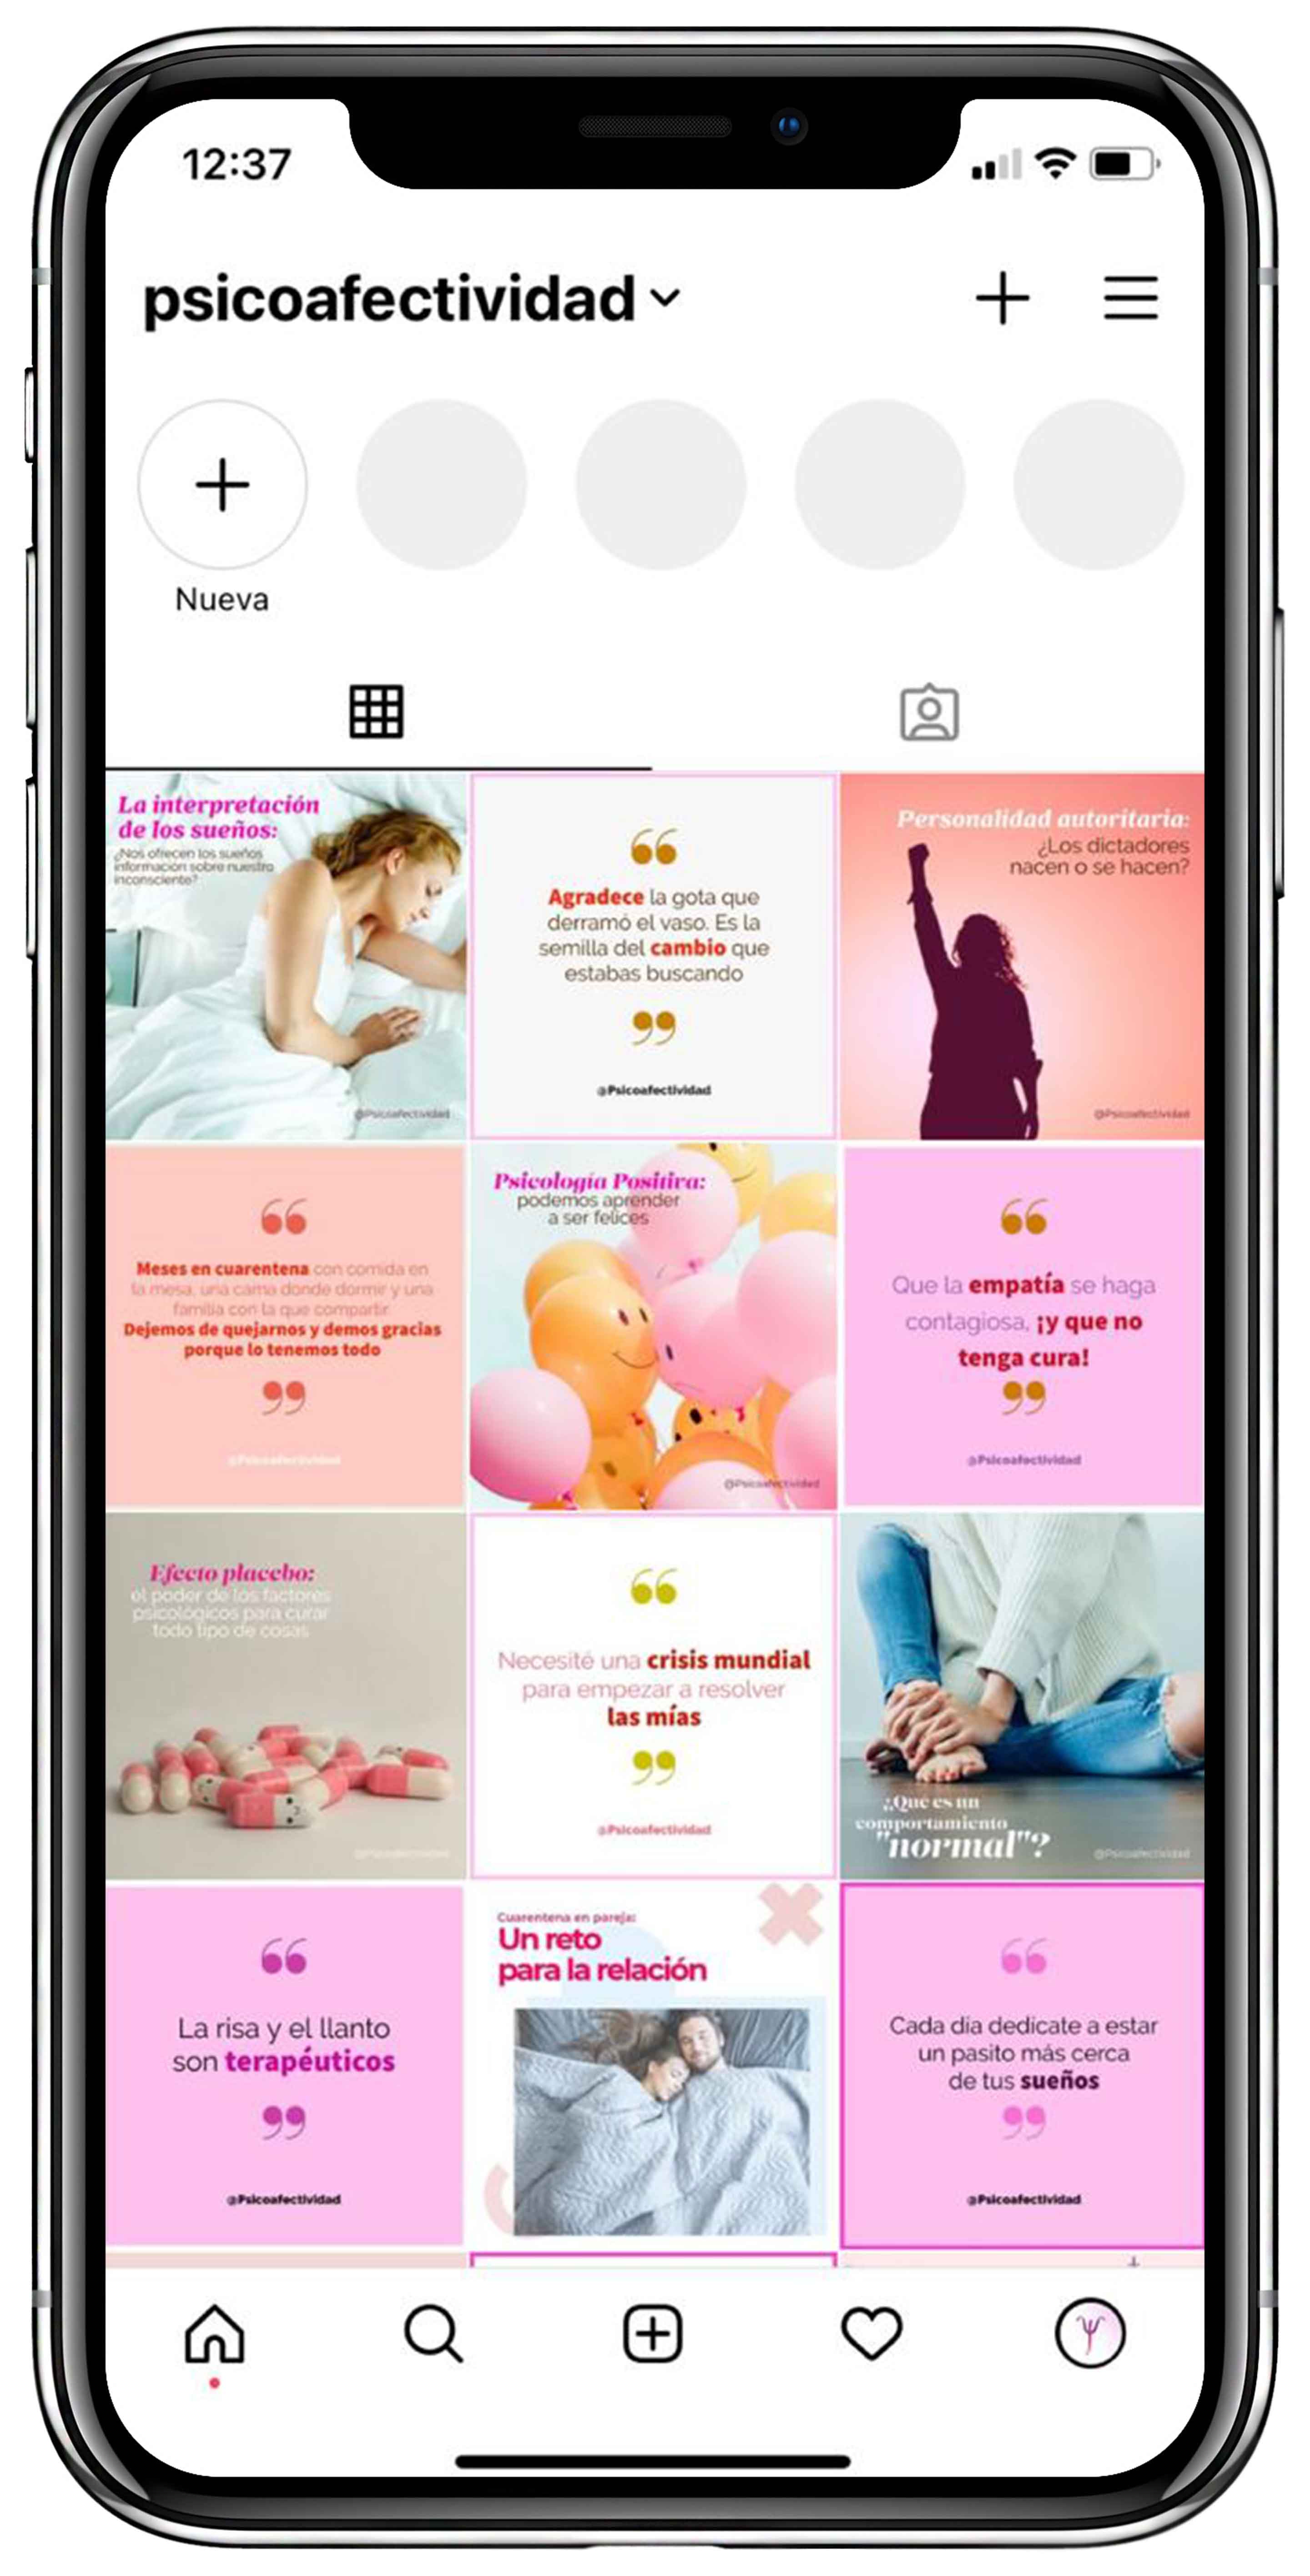 12:37
psicoafectividad
Nueva
La interpretación
de los sueños:
¿Nos ofrecen los sueños
información sobre nuestro
inconsciente?
@Psicoafectividad
“
Agradece la gota que
derramó el vaso. Es la
semilla del cambio que
estabas buscando
”
@Psicoafectividad
Personalidad autoritaria:
¿Los dictadores
nacen o se hacen?
@Psicoafectividad
“
Meses en cuarentena con comida en
la mesa, una cama donde dormir y una
familia con la que compartir.
Dejemos de quejarnos y demos gracias
porque lo tenemos todo
”
@Psicoafectividad
Psicología Positiva:
podemos aprender
a ser felices
@Psicoafectividad
“
Que la empatía se haga
contagiosa, ¡y que no
tenga cura!
”
@Psicoafectividad
Efecto placebo:
el poder de los factores
psicológicos para curar
todo tipo de cosas
@Psicoafectividad
“
Necesité una crisis mundial
para empezar a resolver
las mías
”
@Psicoafectividad
¿Que es un
comportamiento
"normal"?
@Psicoafectividad
“
La risa y el llanto
son terapéuticos
”
@Psicoafectividad
Cuarentena en pareja:
Un reto
para la relación
“
Cada día dedícate a estar
un pasito más cerca
de tus sueños
”
@Psicoafectividad